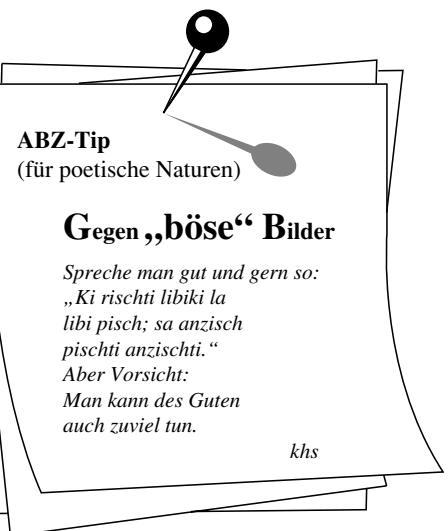 ABZ-Tip
(für poetische Naturen)
Gegen „böse“ Bilder
Spreche man gut und gern so:
„Ki rischti libiki la
libi pisch; sa anzisch
pischti anzischti.“
Aber Vorsicht:
Man kann des Guten
auch zuviel tun.
khs